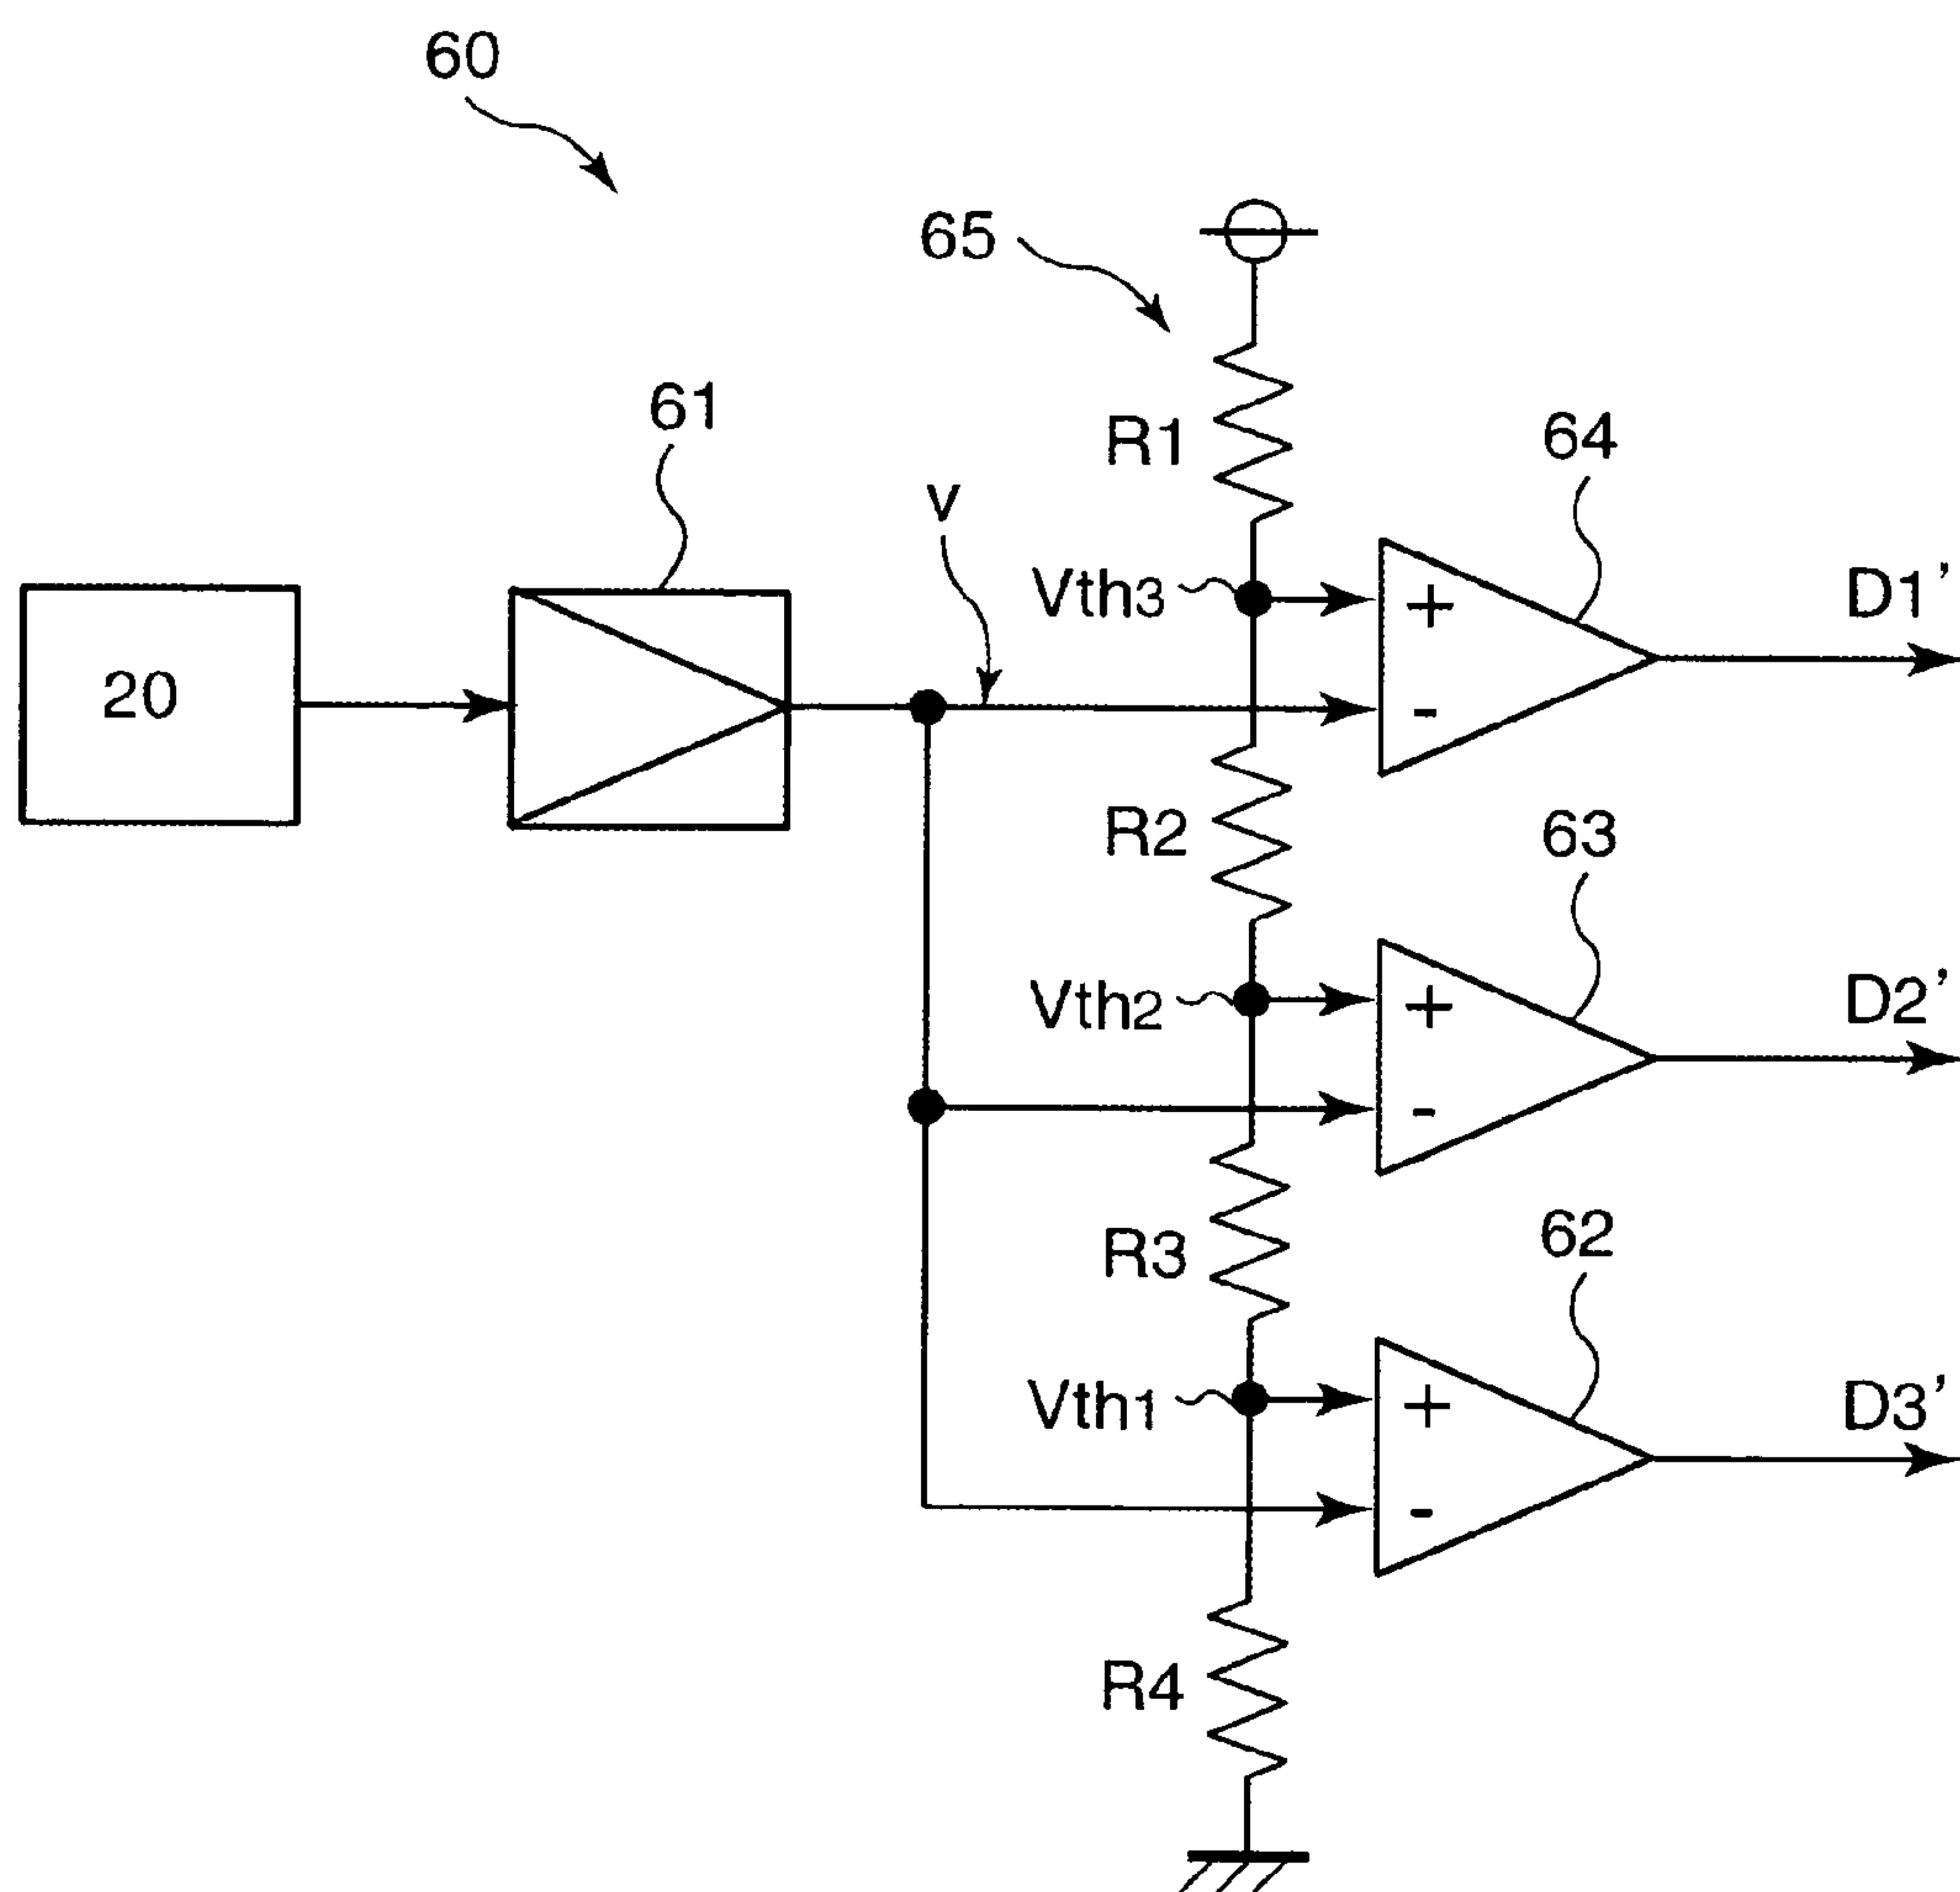 60
65
61
R1
64
V
Vth3
+
D1’
20
-
R2
63
Vth2
+
D2’
-
R3
62
Vth1
+
D3’
-
R4